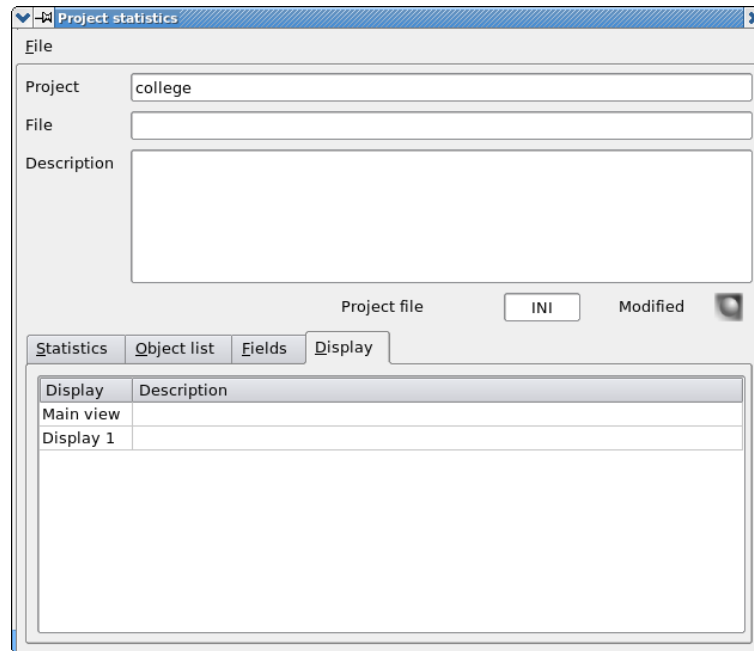 Project statistics
File
Project college
File
Description
Project file INI Modified
Statistics Object list Fields Display
Display Description
Main view
Display 1